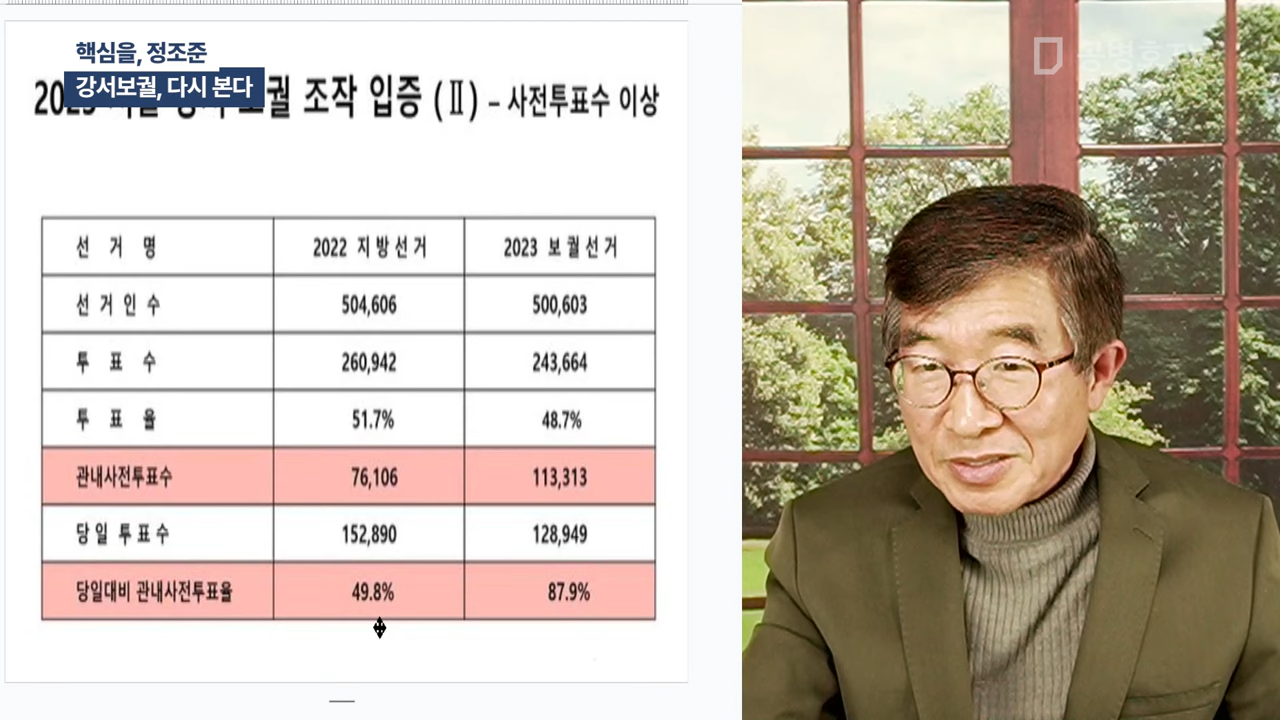 핵심을, 정조준
강서보궐, 다시 본다
조작 입증 (Ⅱ) – 사전투표수 이상
선 거 명 2022 지방선거 2023 보궐선거
선 거 인 수 504,606 500,603
투 표 수 260,942 243,664
투 표 율 51.7% 48.7%
관내사전투표수 76,106 113,313
당일 투표수 152,890 128,949
당일대비 관내사전투표율 49.8% 87.9%